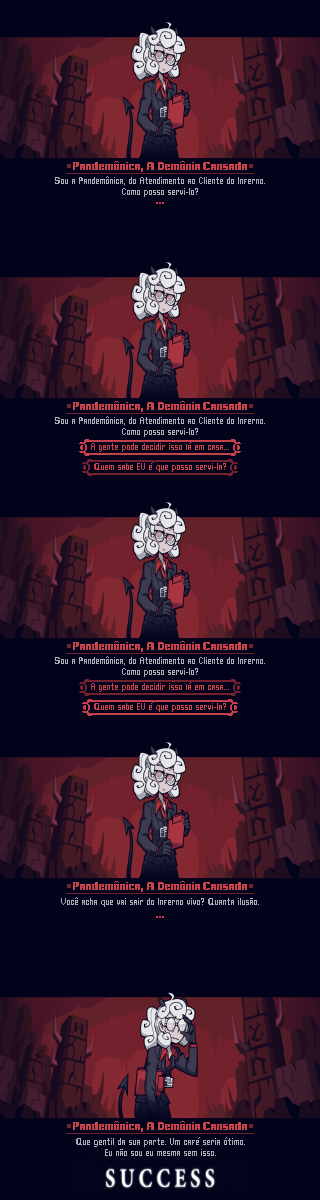 Pandemônica, A Demônia Cansada
Sou a Pandemônica, do Atendimento ao Cliente do Inferno.
Como posso servi-lo?
...
Pandemônica, A Demônia Cansada
Sou a Pandemônica, do Atendimento ao Cliente do Inferno.
Como posso servi-lo?
A gente pode decidir isso lá em casa...
Quem sabe EU é que posso servi-la?
Pandemônica, A Demônia Cansada
Sou a Pandemônica, do Atendimento ao Cliente do Inferno.
Como posso servi-lo?
A gente pode decidir isso lá em casa...
Quem sabe EU é que posso servi-la?
Pandemônica, A Demônia Cansada
Você acha que vai sair do Inferno vivo? Quanta ilusão.
...
Pandemônica, A Demônia Cansada
Que gentil da sua parte. Um café seria ótimo.
Eu não sou eu mesma sem isso.
SUCCESS